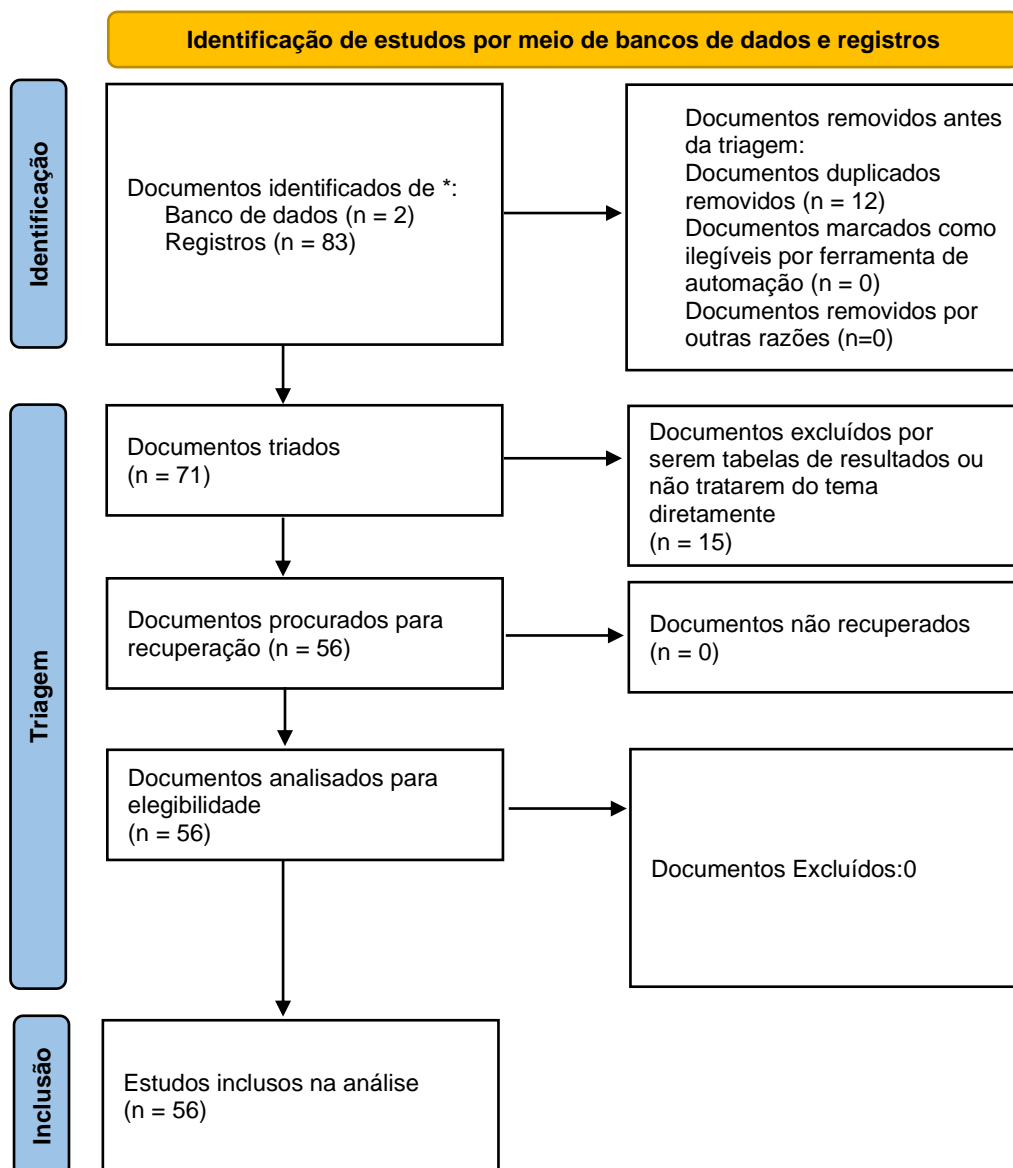 Identificação de estudos por meio de bancos de dados e registros
Identificação
Documentos identificados de *:
Banco de dados (n = 2)
Registros (n = 83)
Documentos removidos antes
da triagem:
Documentos duplicados
removidos (n = 12)
Documentos marcados como
ilegíveis por ferramenta de
automação (n = 0)
Documentos removidos por
outras razões (n=0)
Triagem
Documentos triados
(n = 71)
Documentos excluídos por
serem tabelas de resultados ou
não tratarem do tema
diretamente
(n = 15)
Documentos procurados para
recuperação (n = 56)
Documentos não recuperados
(n = 0)
Documentos analisados para
elegibilidade
(n = 56)
Documentos Excluídos:0
Inclusão
Estudos inclusos na análise
(n = 56)